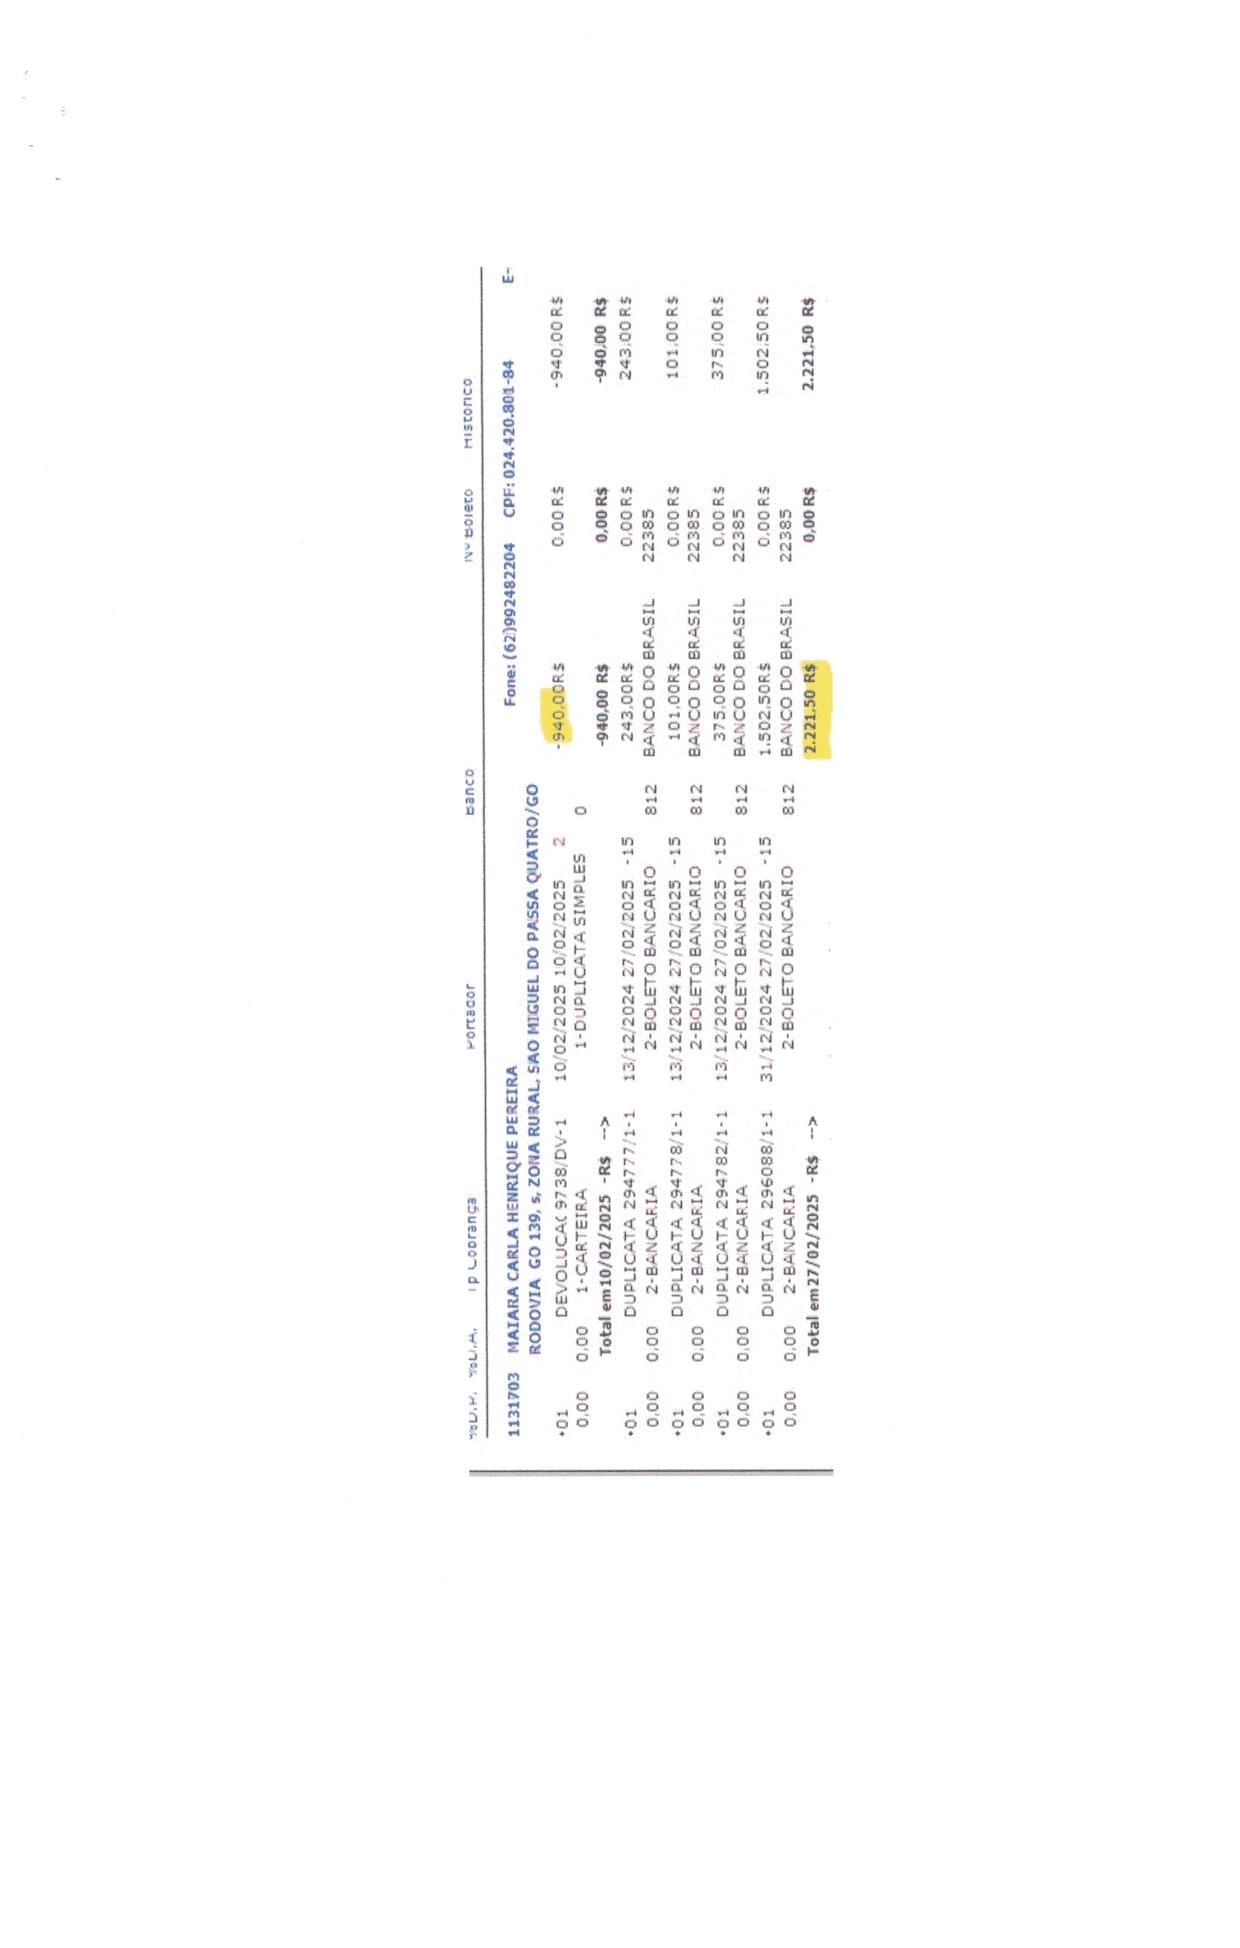 %D.P. %D.A. Tp Cobrança Portador Banco Nº Boleto Historico
1131703 MAIARA CARLA HENRIQUE PEREIRA Fone: (62)992482204 CPF: 024.420.801-84 E-
RODOVIA GO 139, s, ZONA RURAL, SAO MIGUEL DO PASSA QUATRO/GO
+01 DEVOLUCA( 9738/DV-1 10/02/2025 10/02/2025 2 -940,00R$ 0,00R$ -940,00R$
0,00 0,00 1-CARTEIRA 1-DUPLICATA SIMPLES 0
Total em10/02/2025 -R$ --> -940,00 R$ 0,00 R$ -940,00 R$
+01 DUPLICATA 294777/1-1 13/12/2024 27/02/2025 -15 243,00R$ 0,00R$ 243,00R$
0,00 0,00 2-BANCARIA 2-BOLETO BANCARIO 812 BANCO DO BRASIL 22385
+01 DUPLICATA 294778/1-1 13/12/2024 27/02/2025 -15 101,00R$ 0,00R$ 101,00R$
0,00 0,00 2-BANCARIA 2-BOLETO BANCARIO 812 BANCO DO BRASIL 22385
+01 DUPLICATA 294782/1-1 13/12/2024 27/02/2025 -15 375,00R$ 0,00R$ 375,00R$
0,00 0,00 2-BANCARIA 2-BOLETO BANCARIO 812 BANCO DO BRASIL 22385
+01 DUPLICATA 296088/1-1 31/12/2024 27/02/2025 -15 1.502,50R$ 0,00R$ 1.502,50R$
0,00 0,00 2-BANCARIA 2-BOLETO BANCARIO 812 BANCO DO BRASIL 22385
Total em27/02/2025 -R$ --> 2.221,50 R$ 0,00 R$ 2.221,50 R$